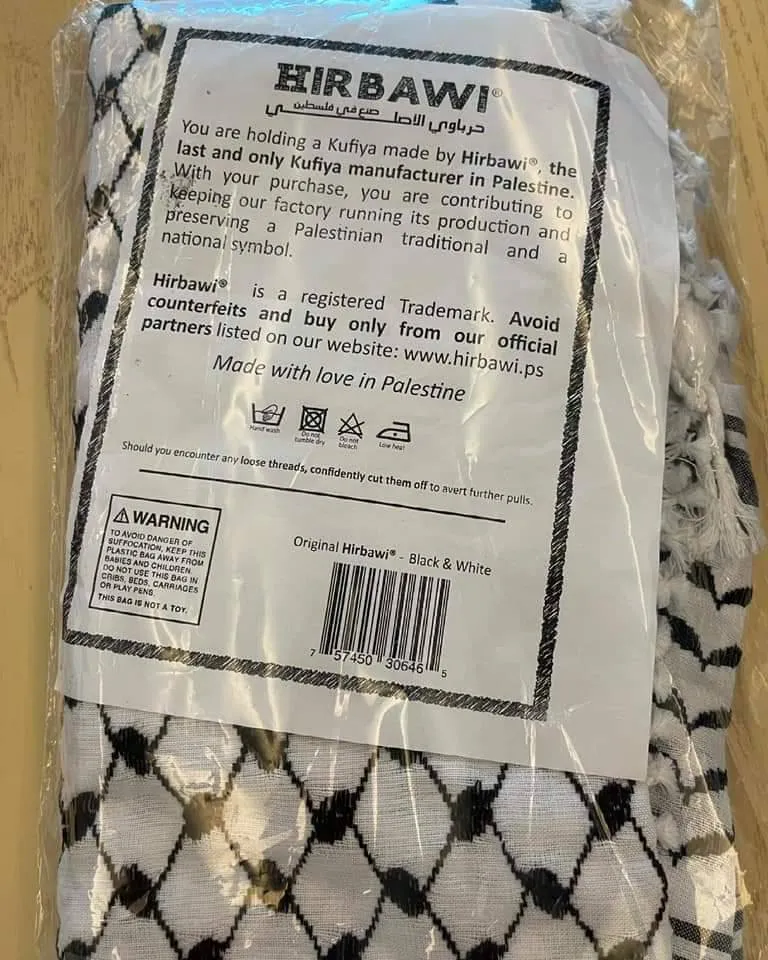 HIRBAWI®
حرباوي الأصلي
صنع في فلسطين
You are holding a Kufiya made by Hirbawi®, the
last and only Kufiya manufacturer in Palestine.
With your purchase, you are contributing to
keeping our factory running its production and
preserving a Palestinian traditional and a
national symbol.
Hirbawi® is a registered Trademark. Avoid
counterfeits and buy only from our official
partners listed on our website: www.hirbawi.ps
Made with love in Palestine
Hand wash
Do not
tumble dry
Do not
bleach
Low heat
Should you encounter any loose threads, confidently cut them off to avert further pulls.
WARNING
TO AVOID DANGER OF
SUFFOCATION, KEEP THIS
PLASTIC BAG AWAY FROM
BABIES AND CHILDREN.
DO NOT USE THIS BAG IN
CRIBS, BEDS, CARRIAGES
OR PLAY PENS.
THIS BAG IS NOT A TOY.
Original Hirbawi® - Black & White
7 57450 30646 5